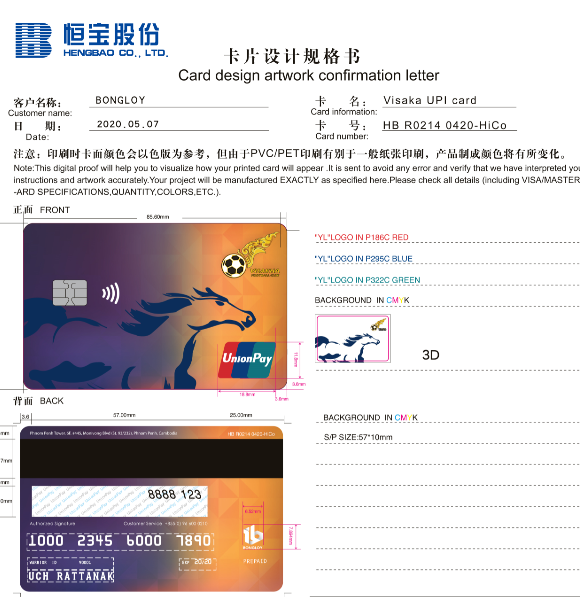 恒宝股份
HENGBAO CO., LTD.
卡片设计规格书
Card design artwork confirmation letter
客户名称: BONGLOY
Customer name:
卡 名: Visaka UPI card
Card information:
日 期: 2020.05.07
Date:
卡 号: HB R0214 0420-HiCo
Card number:
注意: 印刷时卡面颜色会以色版为参考, 但由于PVC/PET印刷有别于一般纸张印刷, 产品制成颜色将有所变化。
Note:This digital proof will help you to visualize how your printed card will appear .It is sent to avoid any error and verify that we have interpreted you
instructions and artwork accurately.Your project will be manufactured EXACTLY as specified here.Please check all details (including VISA/MASTER
-ARD SPECIFICATIONS,QUANTITY,COLORS,ETC.).
正面 FRONT
85.60mm
"YL"LOGO IN P186C RED
"YL"LOGO IN P295C BLUE
"YL"LOGO IN P322C GREEN
BACKGROUND IN CMYK
3D
UnionPay
背面 BACK
3.6
57.00mm
25.00mm
BACKGROUND IN CMYK
S/P SIZE:57*10mm
HB R0214 0420-HiCo
8888 123
Authorized Signature
Customer Service
1000 2345 6000 7890
BONGLOY
PREPAID
20/20
UCH RATTANAK